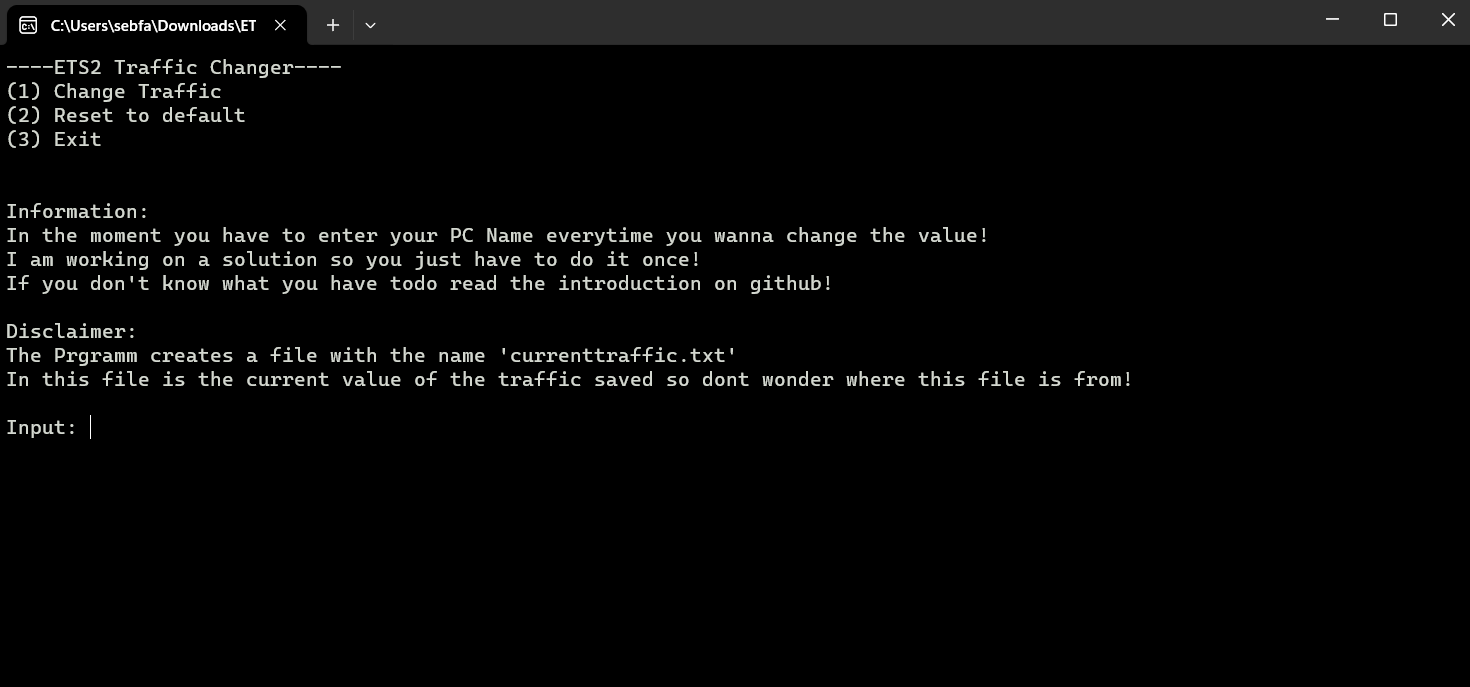 C:\Users\sebfa\Downloads\ET
----ETS2 Traffic Changer----
(1) Change Traffic
(2) Reset to default
(3) Exit
Information:
In the moment you have to enter your PC Name everytime you wanna change the value!
I am working on a solution so you just have to do it once!
If you don't know what you have todo read the introduction on github!
Disclaimer:
The Prgramm creates a file with the name 'currenttraffic.txt'
In this file is the current value of the traffic saved so dont wonder where this file is from!
Input: